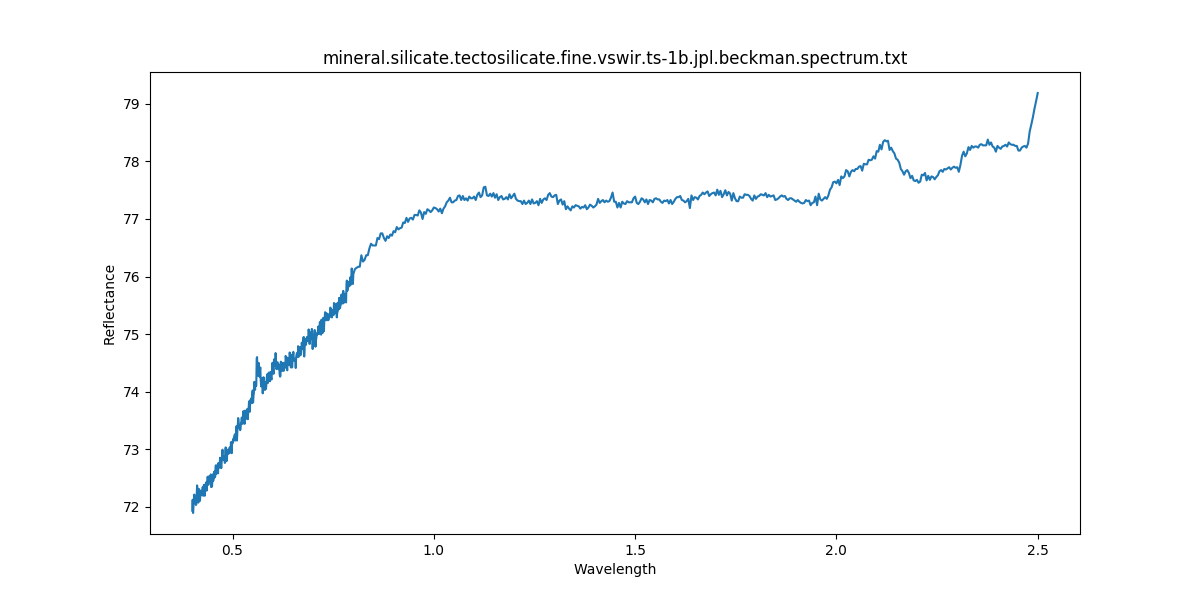 mineral.silicate.tectosilicate.fine.vswir.ts-1b.jpl.beckman.spectrum.txt
79
78
77
76
75
74
73
72
Reflectance
0.5 1.0 1.5 2.0 2.5
Wavelength